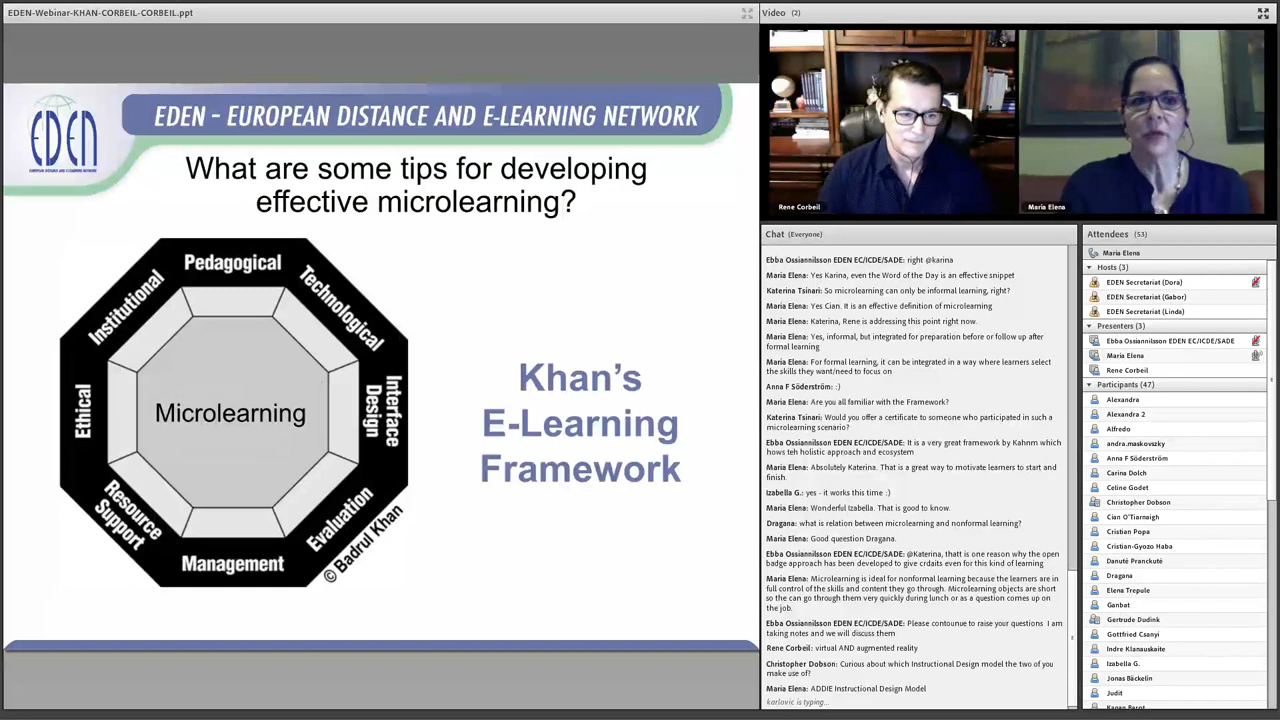 EDEN-Webinar-KHAN-CORBEIL-CORBEIL.ppt
EDEN
EUROPEAN DISTANCE AND E-LEARNING NETWORK
EDEN - EUROPEAN DISTANCE AND E-LEARNING NETWORK
What are some tips for developing
effective microlearning?
Pedagogical
Technological
Interface
Design
Evaluation
Management
Resource
Support
Ethical
Institutional
Microlearning
© Badrul Khan
Khan's
E-Learning
Framework
Video (2)
Rene Corbeil
Maria Elena
Chat (Everyone)
Ebba Ossiannilsson EDEN EC/ICDE/SADE: right @karina
Maria Elena: Yes Karina, even the Word of the Day is an effective snippet
Katerina Tsinari: So microlearning can only be informal learning, right?
Maria Elena: Yes Cian. It is an effective definition of microlearning
Maria Elena: Katerina, Rene is addressing this point right now.
Maria Elena: Yes, informal, but integrated for preparation before or follow up after
formal learning
Maria Elena: For formal learning, it can be integrated in a way where learners select
the skills they want/need to focus on
Anna F Söderström: :)
Maria Elena: Are you all familiar with the Framework?
Katerina Tsinari: Would you offer a certificate to someone who participated in such a
microlearning scenario?
Ebba Ossiannilsson EDEN EC/ICDE/SADE: It is a very great framework by Kahnm which
hows teh holistic approach and ecosystem
Maria Elena: Absolutely Katerina. That is a great way to motivate learners to start and
finish.
Izabella G.: yes - it works this time :)
Maria Elena: Wonderful Izabella. That is good to know.
Dragana: what is relation between microlearning and nonformal learning?
Maria Elena: Good queestion Dragana.
Ebba Ossiannilsson EDEN EC/ICDE/SADE: @Katerina, thatt is one reason why the open
badge approach has been developed to give crdaits even for this kind of learning
Maria Elena: Microlearning is ideal for nonformal learning because the learners are in
full control of the skills and content they go through. Microlearning objects are short
so the can go through them very quickly during lunch or as a question comes up on
the job.
Ebba Ossiannilsson EDEN EC/ICDE/SADE: Please contounue to raise your questions I am
taking notes and we will discuss them
Rene Corbeil: virtual AND augmented reality
Christopher Dobson: Curious about which Instructional Design model the two of you
make use of?
Maria Elena: ADDIE Instructional Design Model
karlovic is typing...
Attendees (53)
Maria Elena
Hosts (3)
EDEN Secretariat (Dora)
EDEN Secretariat (Gabor)
EDEN Secretariat (Linda)
Presenters (3)
Ebba Ossiannilsson EDEN EC/ICDE/SADE
Maria Elena
Rene Corbeil
Participants (47)
Alexandra
Alexandra 2
Alfredo
andra.maskovszky
Anna F Söderström
Carina Dolch
Celine Godet
Christopher Dobson
Cian O'Tiarnaigh
Cristian Popa
Cristian-Gyozo Haba
Danutė Pranckutė
Dragana
Elena Trepule
Ganbat
Gertrude Dudink
Gottfried Csanyi
Indre Klanauskaite
Izabella G.
Jonas Bäckelin
Judit